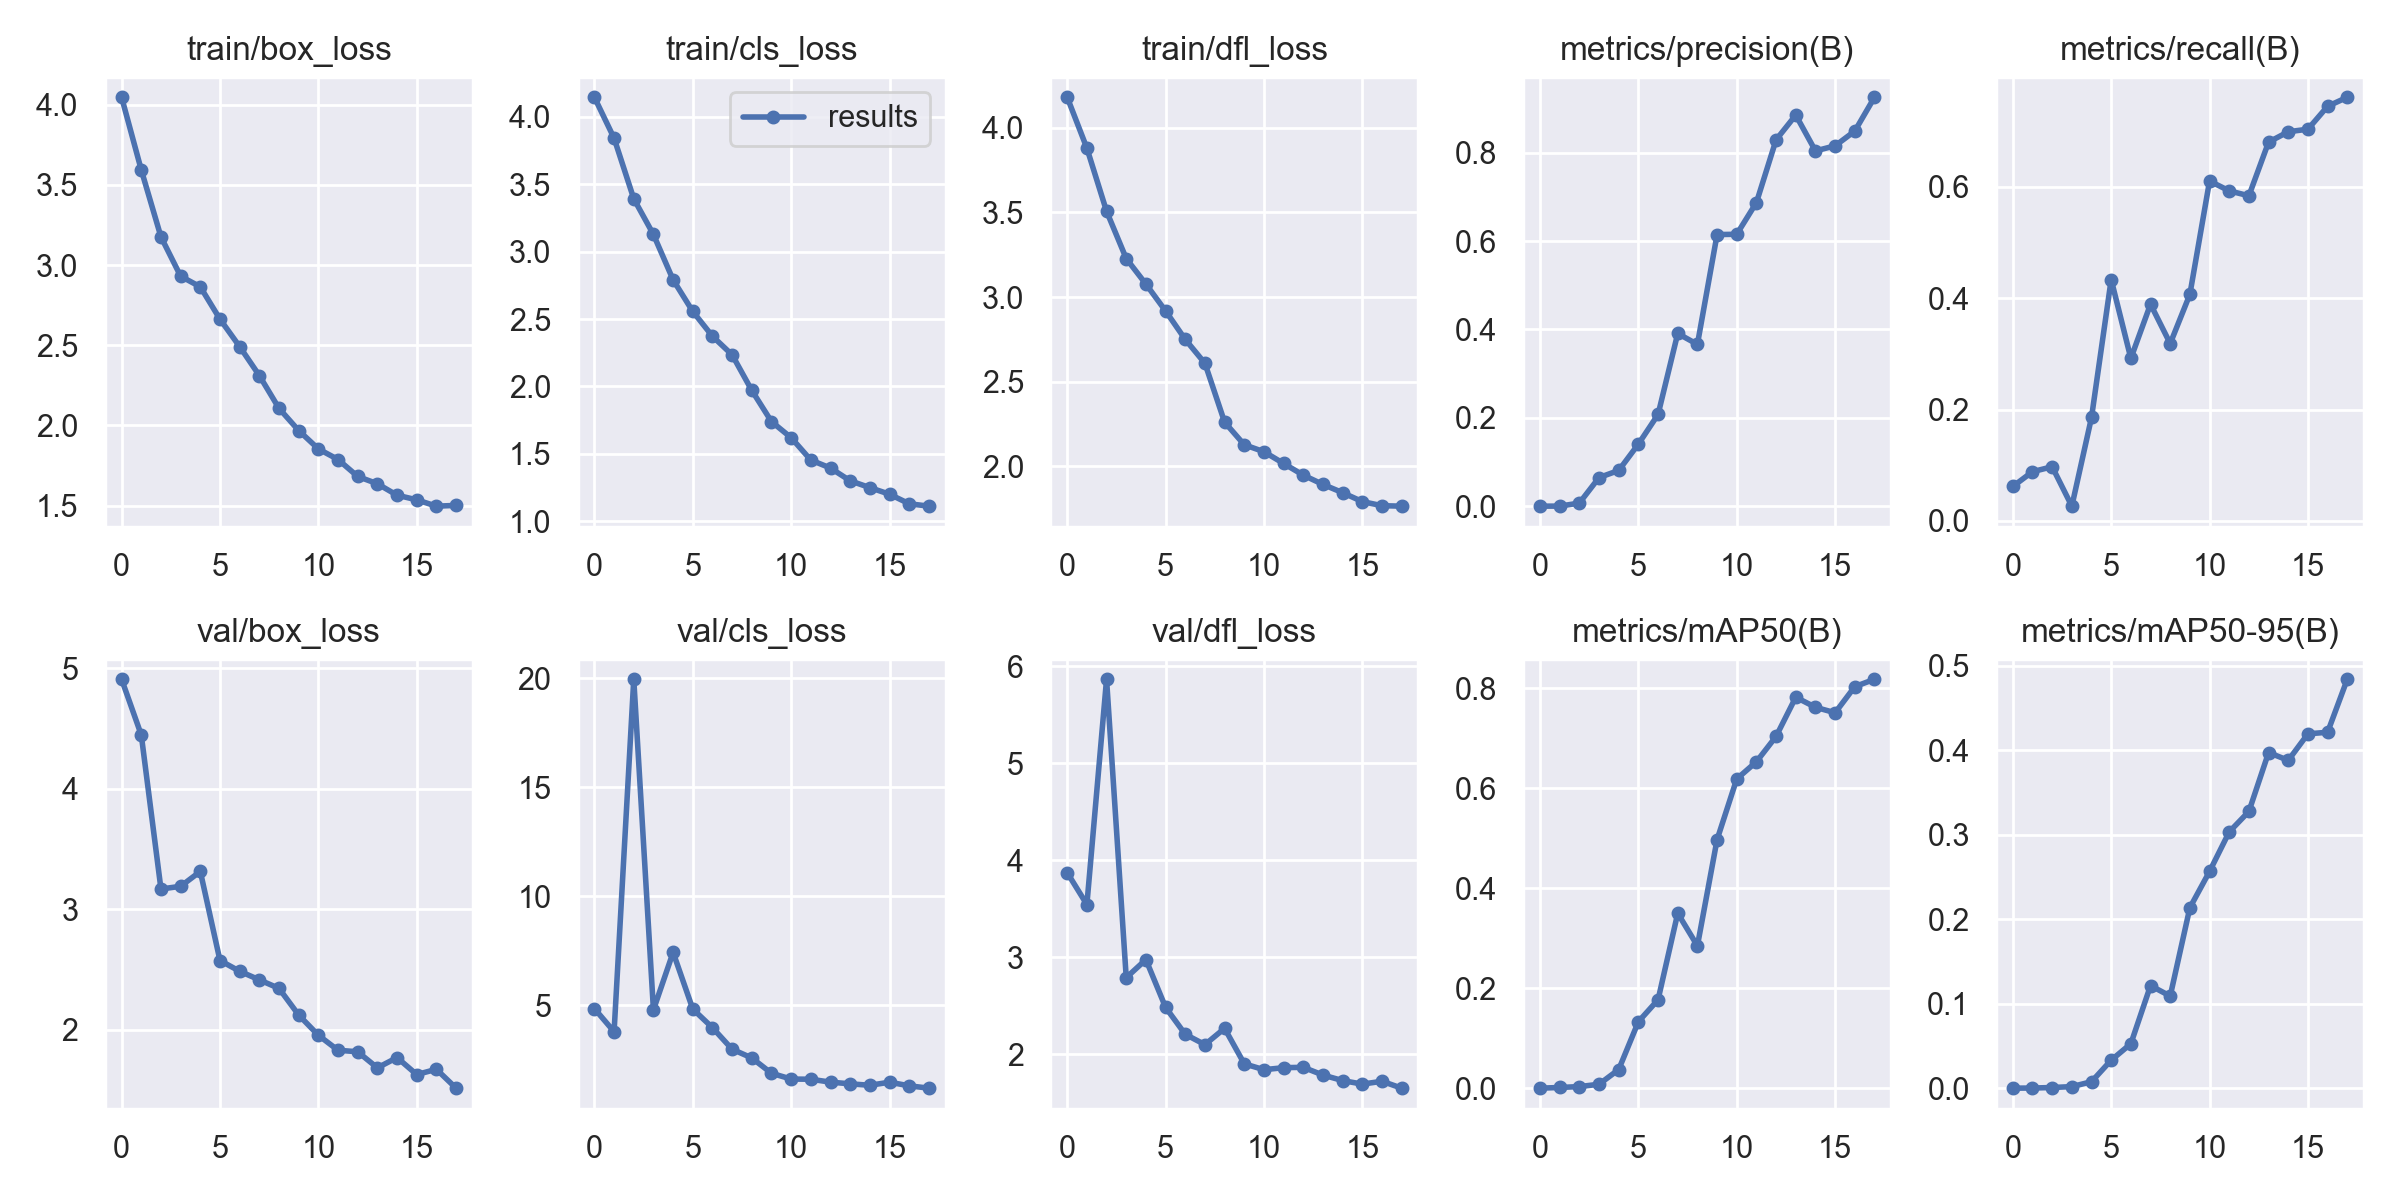 train/box_loss
train/cls_loss
train/dfl_loss
metrics/precision(B)
metrics/recall(B)
results
4.0
3.5
3.0
2.5
2.0
1.5
0 5 10 15
4.0
3.5
3.0
2.5
2.0
1.5
1.0
0 5 10 15
4.0
3.5
3.0
2.5
2.0
0 5 10 15
0.8
0.6
0.4
0.2
0.0
0 5 10 15
0.6
0.4
0.2
0.0
0 5 10 15
val/box_loss
val/cls_loss
val/dfl_loss
metrics/mAP50(B)
metrics/mAP50-95(B)
5
4
3
2
0 5 10 15
20
15
10
5
0 5 10 15
6
5
4
3
2
0 5 10 15
0.8
0.6
0.4
0.2
0.0
0 5 10 15
0.5
0.4
0.3
0.2
0.1
0.0
0 5 10 15